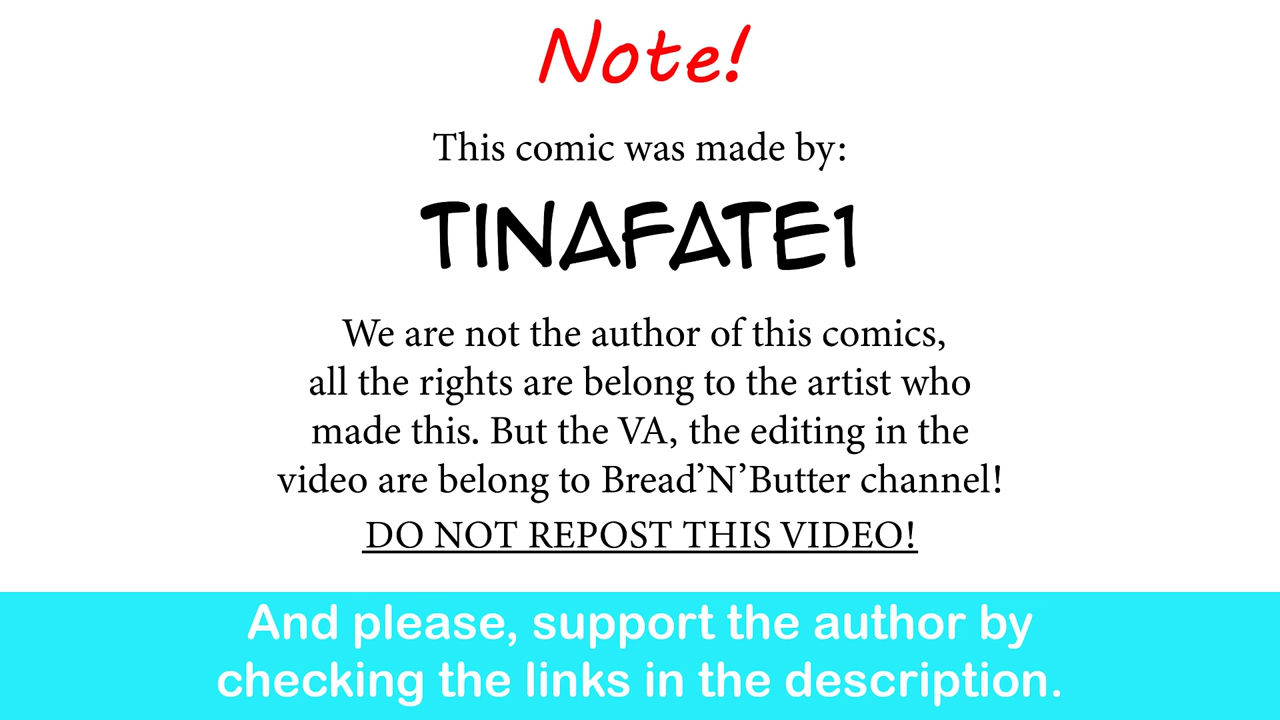 Note!
This comic was made by:
TINAFATE1
We are not the author of this comics,
all the rights are belong to the artist who
made this. But the VA, the editing in the
video are belong to Bread’N’Butter channel!
DO NOT REPOST THIS VIDEO!
And please, support the author by
checking the links in the description.